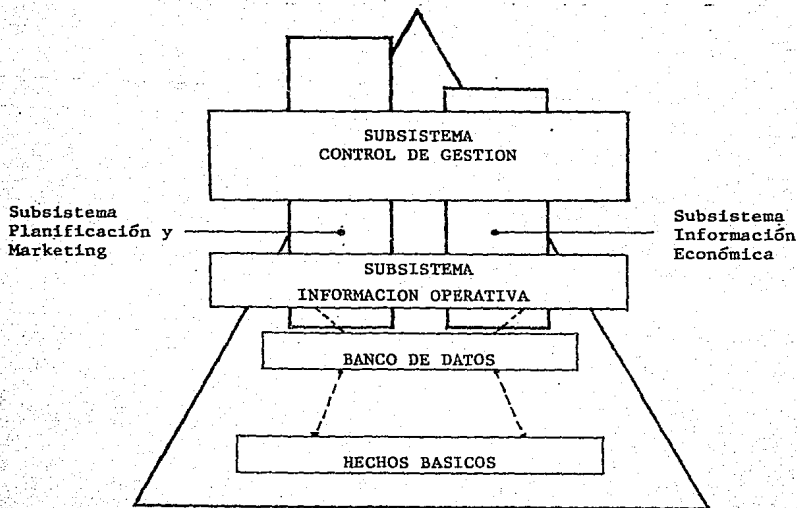 SUBSISTEMA
CONTROL DE GESTION
Subsistema
Planificación y
Marketing
Subsistema
Información
Económica
SUBSISTEMA
INFORMACION OPERATIVA
BANCO DE DATOS
HECHOS BASICOS